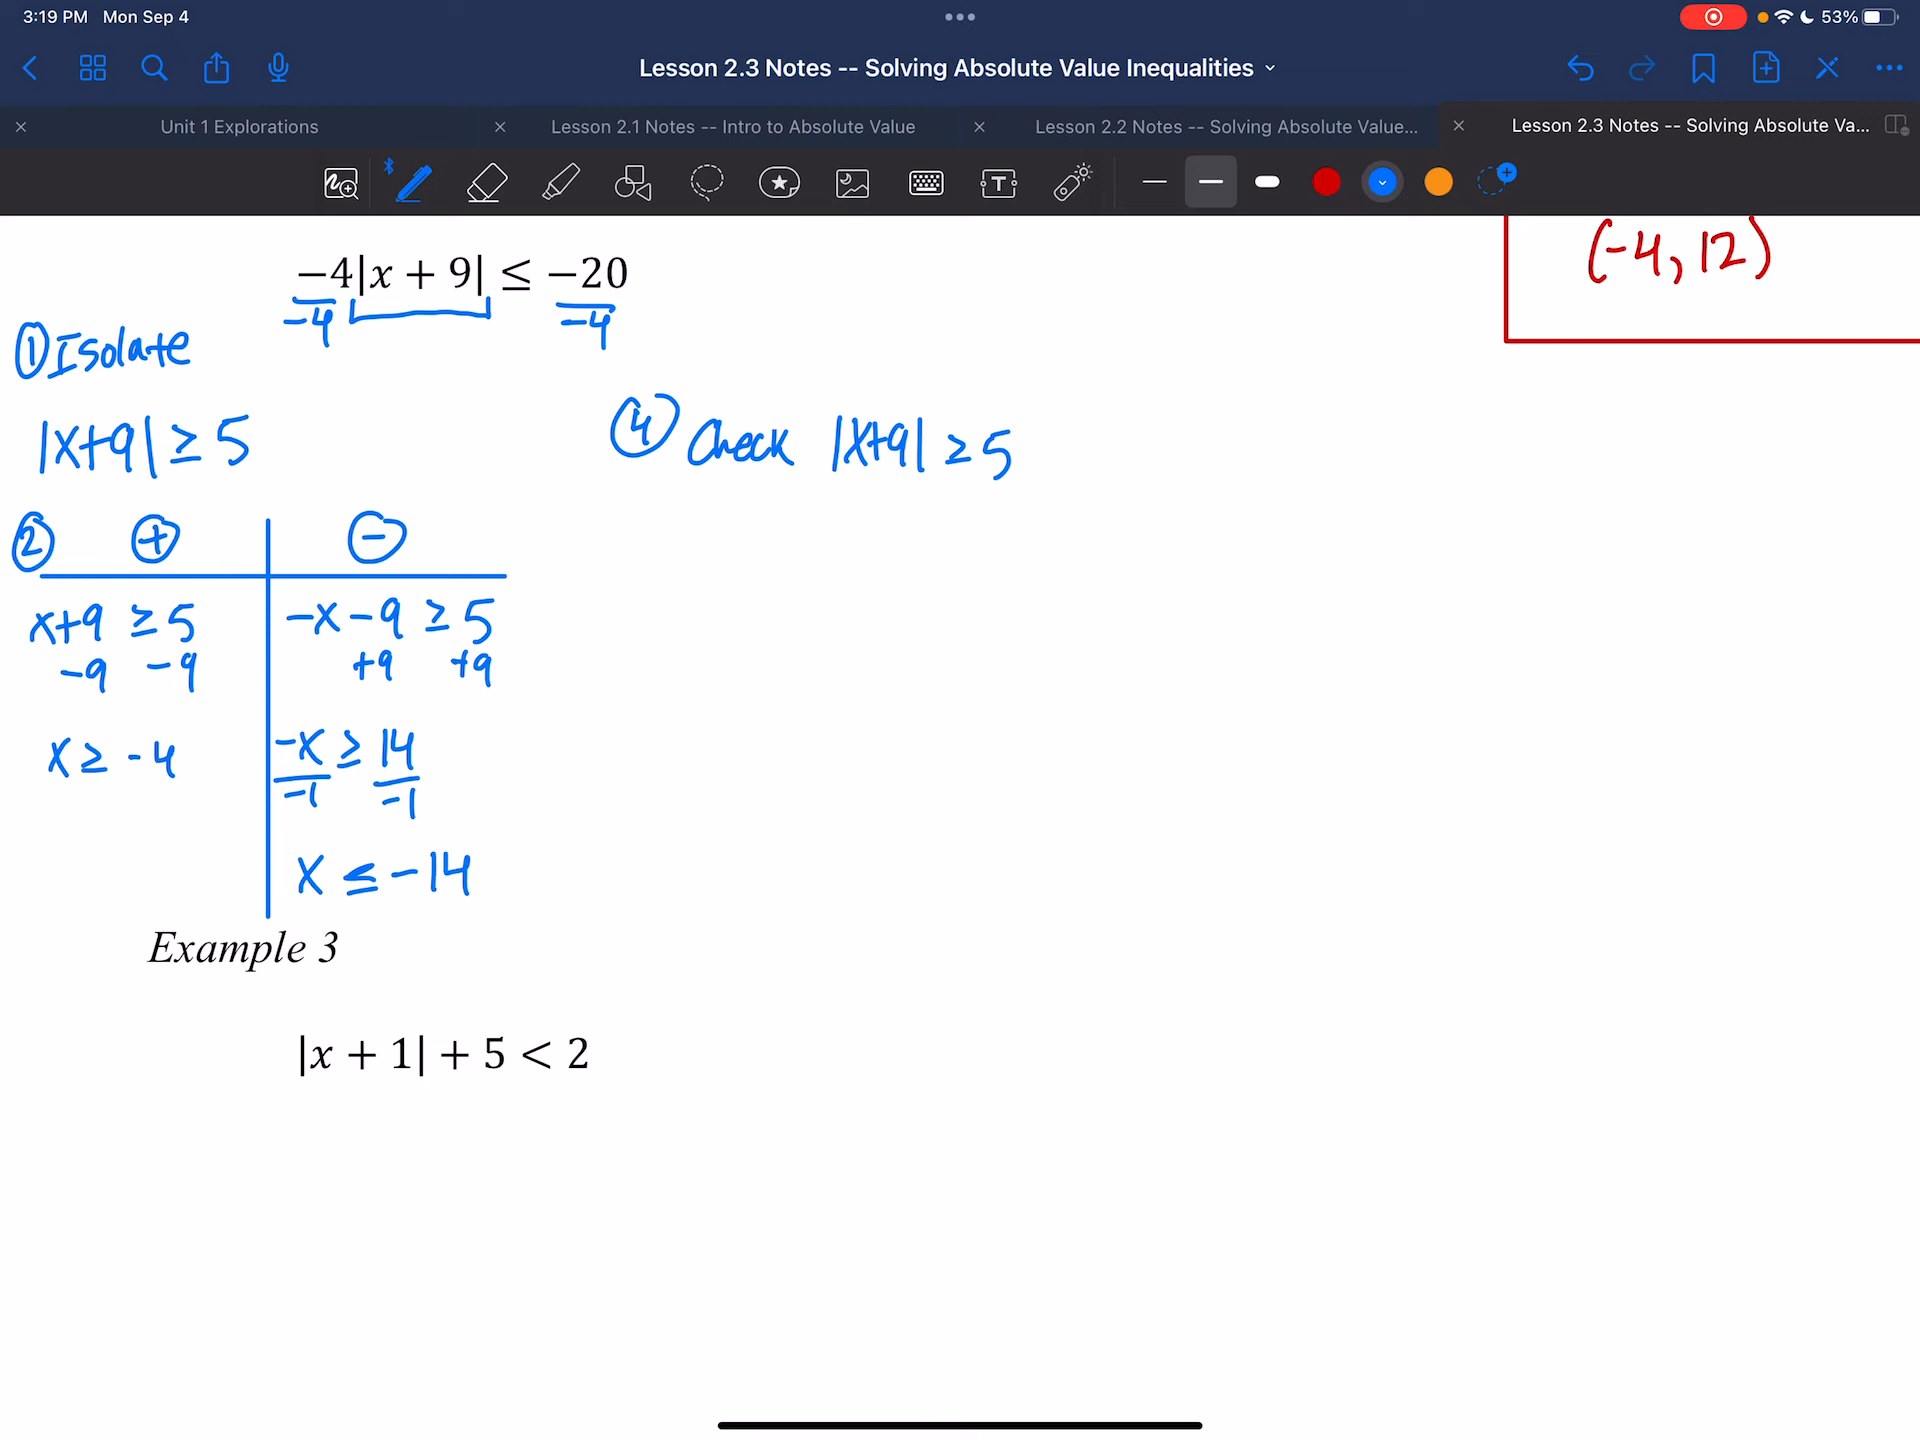 3:19 PM Mon Sep 4
53%
Lesson 2.3 Notes -- Solving Absolute Value Inequalities
Unit 1 Explorations
Lesson 2.1 Notes -- Intro to Absolute Value
Lesson 2.2 Notes -- Solving Absolute Value...
Lesson 2.3 Notes -- Solving Absolute Va...
T
(-4, 12)
−4|x + 9| ≤ −20
-4 -4
① Isolate
|x+9| ≥ 5
④ Check |x+9| ≥ 5
② + −
x+9 ≥ 5 -x-9 ≥ 5
-9 -9 +9 +9
x ≥ -4 -x ≥ 14
-1 -1
x ≤ -14
Example 3
|x + 1| + 5 < 2